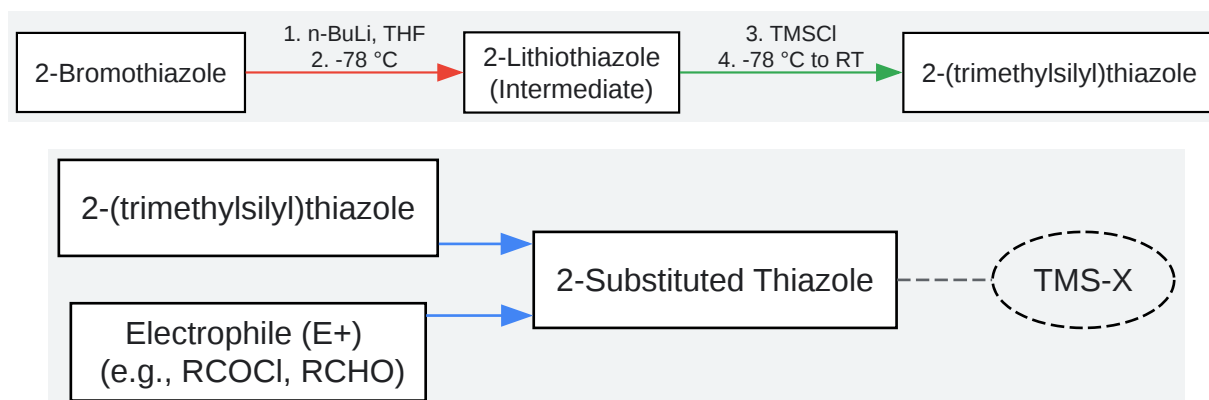 2-Bromothiazole
1. n-BuLi, THF
2. -78 °C
2-Lithiothiazole
(Intermediate)
3. TMSCl
4. -78 °C to RT
2-(trimethylsilyl)thiazole
2-(trimethylsilyl)thiazole
Electrophile (E+)
(e.g., RCOCl, RCHO)
2-Substituted Thiazole
TMS-X